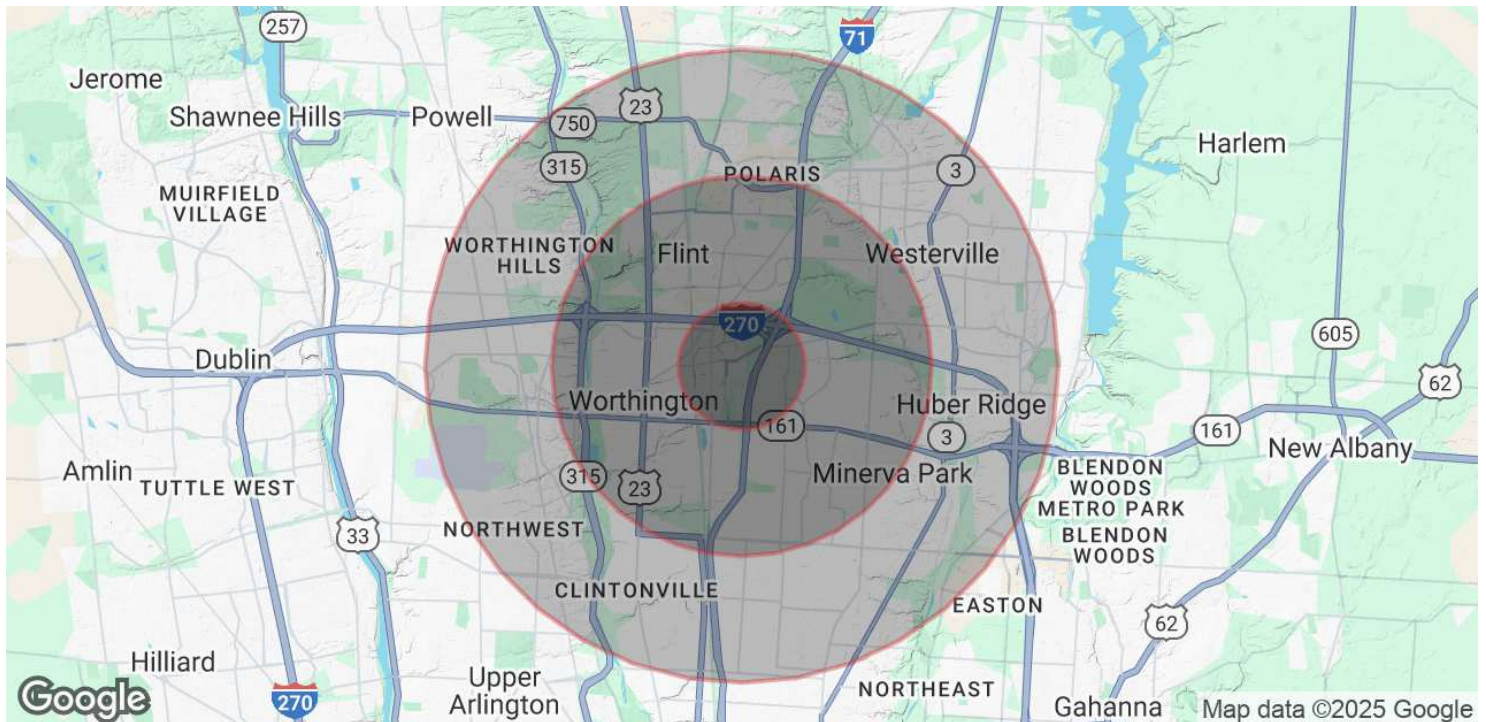 257
71
Jerome
23
Shawnee Hills
Powell
750
Harlem
315
3
POLARIS
MUIRFIELD
VILLAGE
WORTHINGTON
HILLS
Flint
Westerville
270
605
Dublin
62
Worthington
Huber Ridge
161
3
161
New Albany
Amlin
TUTTLE WEST
315
23
Minerva Park
BLENDON
WOODS
METRO PARK
33
NORTHWEST
BLENDON
WOODS
CLINTONVILLE
EASTON
62
Hilliard
Upper
Arlington
NORTHEAST
270
Gahanna
Google
Map data ©2025 Google